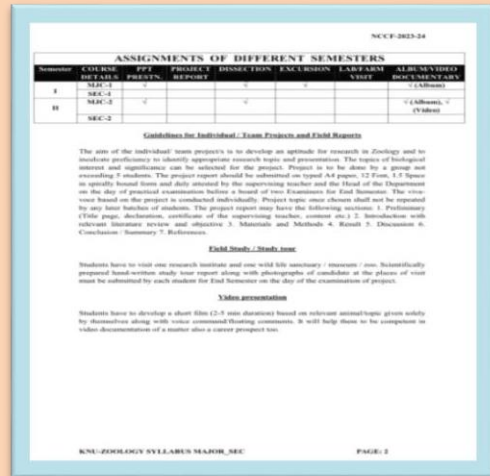 NCCF-2023-24
ASSIGNMENTS OF DIFFERENT SEMESTERS
Semester COURSE DETAILS PPT PRESTN. PROJECT REPORT DISSECTION EXCURSION LAB/FARM VISIT ALBUM/VIDEO DOCUMENTARY
I MJC-1 √ √ √ √ (Album)
SEC-1
II MJC-2 √ √ √ (Album), √ (Video)
SEC-2
Guidelines for Individual / Team Projects and Field Reports
The aim of the individual/ team project/s is to develop an aptitude for research in Zoology and to
inculcate proficiency to identify appropriate research topic and presentation. The topics of biological
interest and significance can be selected for the project. Project is to be done by a group not
exceeding 5 students. The project report should be submitted on typed A4 paper, 12 Font, 1.5 Space
in spirally bound form and duly attested by the supervising teacher and the Head of the Department
on the day of practical examination before a board of two Examiners for End Semester. The viva-
voce based on the project is conducted individually. Project topic once chosen shall not be repeated
by any later batches of students. The project report may have the following sections: 1. Preliminary
(Title page, declaration, certificate of the supervising teacher, content etc.) 2. Introduction with
relevant literature review and objective 3. Materials and Methods 4. Result 5. Discussion 6.
Conclusion / Summary 7. References.
Field Study / Study tour
Students have to visit one research institute and one wild life sanctuary / museum / zoo. Scientifically
prepared hand-written study tour report along with photographs of candidate at the places of visit
must be submitted by each student for End Semester on the day of the examination of project.
Video presentation
Students have to develop a short film (2-5 min duration) based on relevant animal/topic given solely
by themselves along with voice command/floating comments. It will help them to be competent in
video documentation of a matter also a career prospect too.
KNU-ZOOLOGY SYLLABUS MAJOR_SEC PAGE: 2